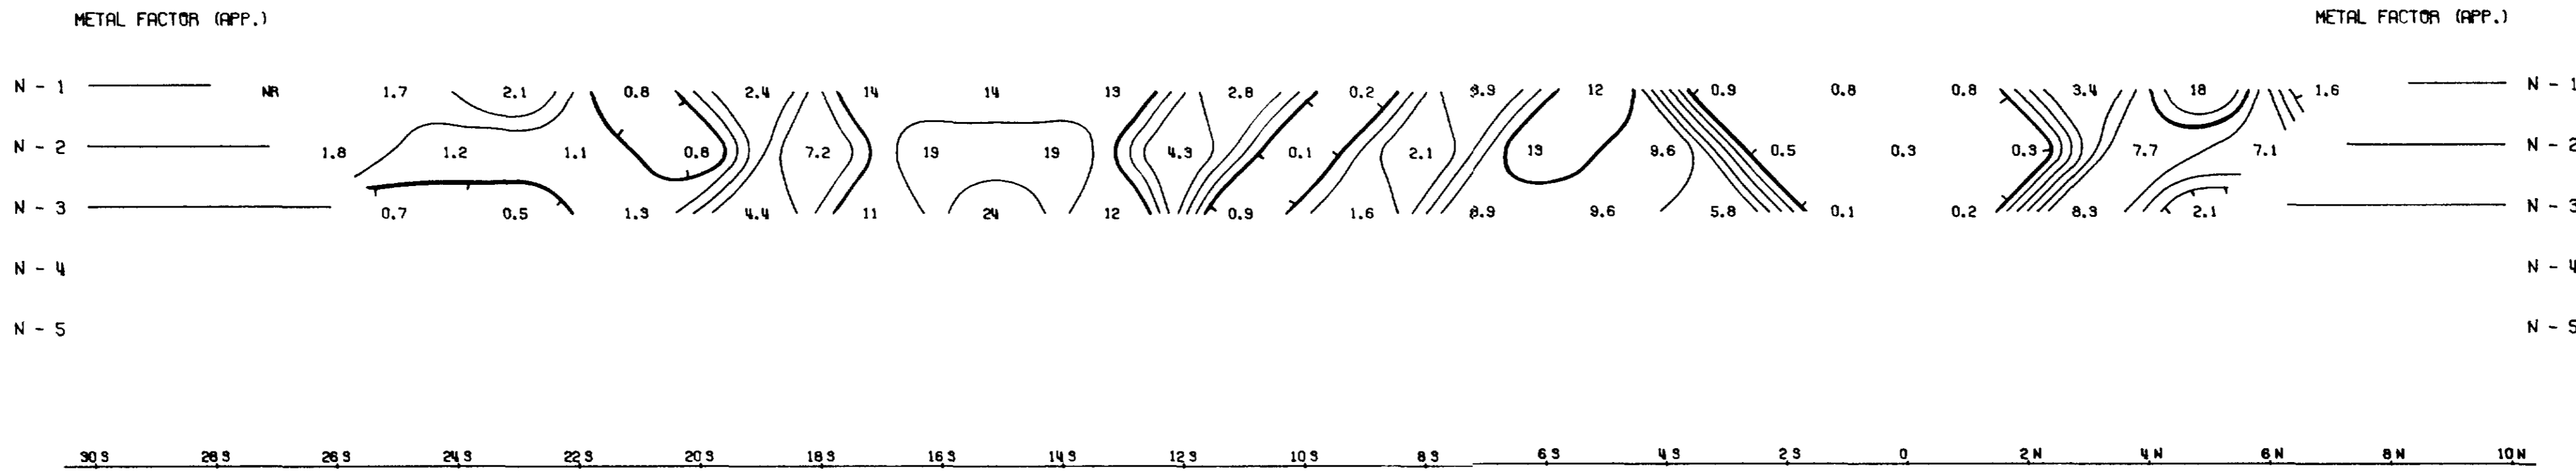 METAL FACTOR (APP.) METAL FACTOR (APP.)
N - 1 NR 1.7 2.1 0.8 2.4 14 14 13 2.8 0.2 3.9 12 0.9 0.8 0.8 3.4 18 1.6 N - 1
N - 2 1.8 1.2 1.1 0.8 7.2 19 19 4.3 0.1 2.1 13 9.6 0.5 0.3 0.3 7.7 7.1 N - 2
N - 3 0.7 0.5 1.3 4.4 11 24 12 0.9 1.6 3.9 9.6 5.8 0.1 0.2 8.3 2.1 N - 3
N - 4 N - 4
N - 5 N - 5
30 S 28 S 26 S 24 S 22 S 20 S 18 S 16 S 14 S 12 S 10 S 8 S 6 S 4 S 2 S 0 2 N 4 N 6 N 8 N 10 N